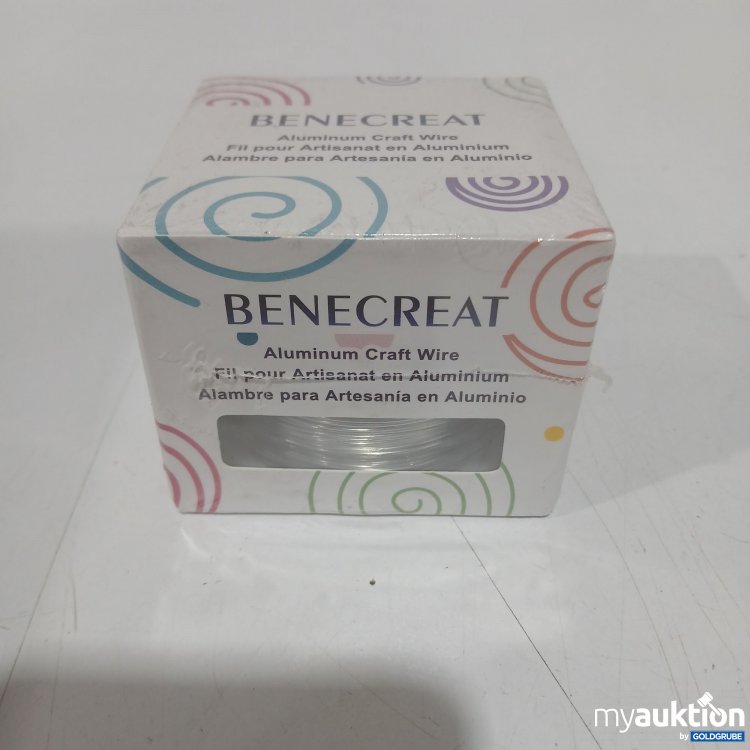 BENECREAT
Aluminum Craft Wire
Fil pour Artisanat en Aluminium
Alambre para Artesanía en Aluminio
BENECREAT
Aluminum Craft Wire
Fil pour Artisanat en Aluminium
Alambre para Artesanía en Aluminio
myauktion
by GOLDGRUBE